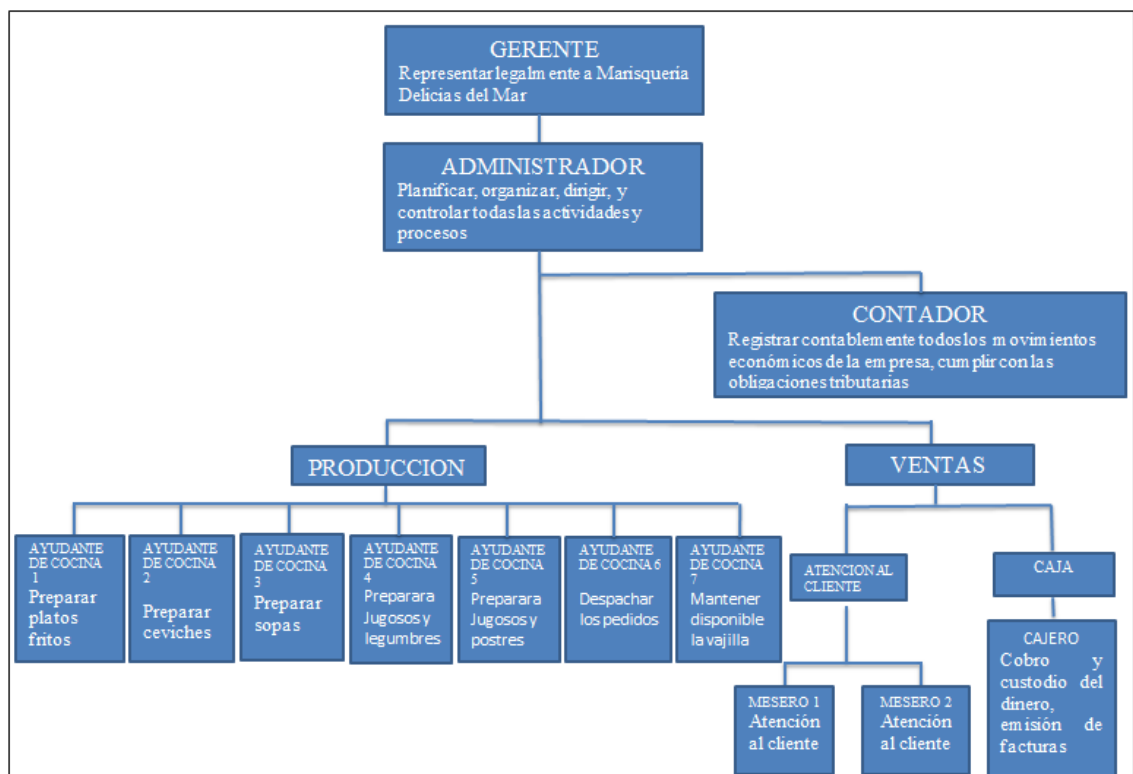 GERENTE
Representar legalmente a Marisquería
Delicias del Mar
ADMINISTRADOR
Planificar, organizar, dirigir, y
controlar todas las actividades y
procesos
CONTADOR
Registrar contablemente todos los movimientos
económicos de la empresa, cumplir con las
obligaciones tributarias
PRODUCCION
VENTAS
AYUDANTE
DE COCINA
1
Preparar
platos
fritos
AYUDANTE
DE COCINA
2
Preparar
ceviches
AYUDANTE
DE COCINA
3
Preparar
sopas
AYUDANTE
DE COCINA
4
Preparara
Jugosos y
legumbres
AYUDANTE
DE COCINA
5
Preparara
Jugosos y
postres
AYUDANTE
DE COCINA 6
Despachar
los pedidos
AYUDANTE
DE COCINA
7
Mantener
disponible
la vajilla
ATENCION AL
CLIENTE
CAJA
MESERO 1
Atención
al cliente
MESERO 2
Atención
al cliente
CAJERO
Cobro y
custodio del
dinero,
emisión de
facturas